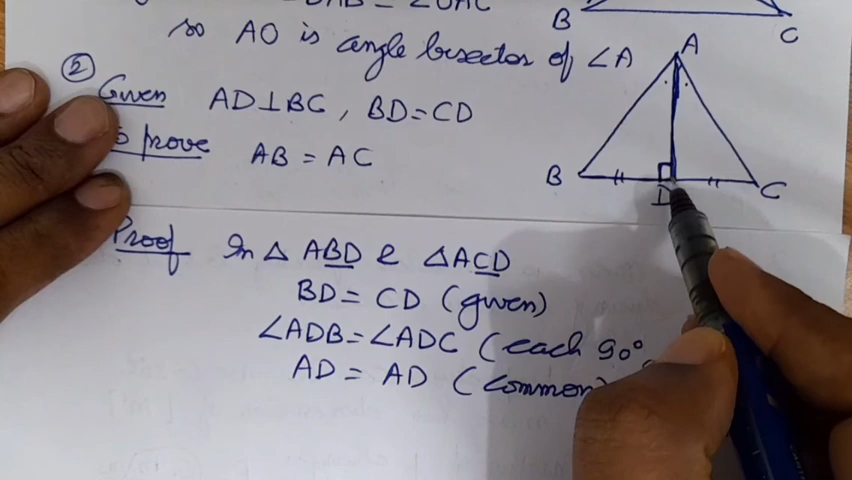 = ∠OAC
so AO is angle bisector of ∠A
B
C
②
Given AD⊥BC, BD=CD
To prove AB = AC
A
B
D
C
Proof In △ ABD & △ACD
BD = CD (given)
∠ADB=∠ADC (each 90°
AD = AD (common)